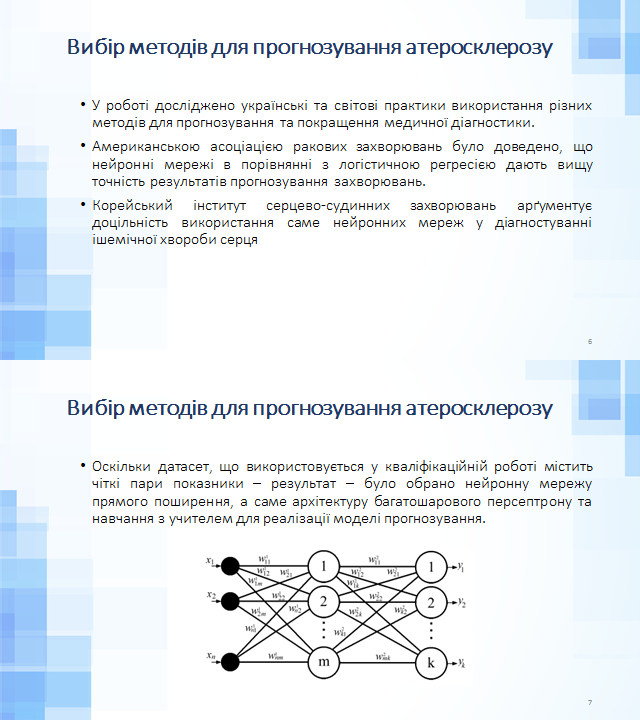 Вибір методів для прогнозування атеросклерозу
• У роботі досліджено українські та світові практики використання різних
методів для прогнозування та покращення медичної діагностики.
• Американською асоціацією ракових захворювань було доведено, що
нейронні мережі в порівнянні з логістичною регресією дають вищу
точність результатів прогнозування захворювань.
• Корейський інститут серцево-судинних захворювань арґументує
доцільність використання саме нейронних мереж у діагностуванні
ішемічної хвороби серця
6
Вибір методів для прогнозування атеросклерозу
• Оскільки датасет, що використовується у кваліфікаційній роботі містить
чіткі пари показники – результат – було обрано нейронну мережу
прямого поширення, а саме архітектуру багатошарового персептрону та
навчання з учителем для реалізації моделі прогнозування.
x1 1 1 y1
x2 2 2 y2
xn m k yk
7